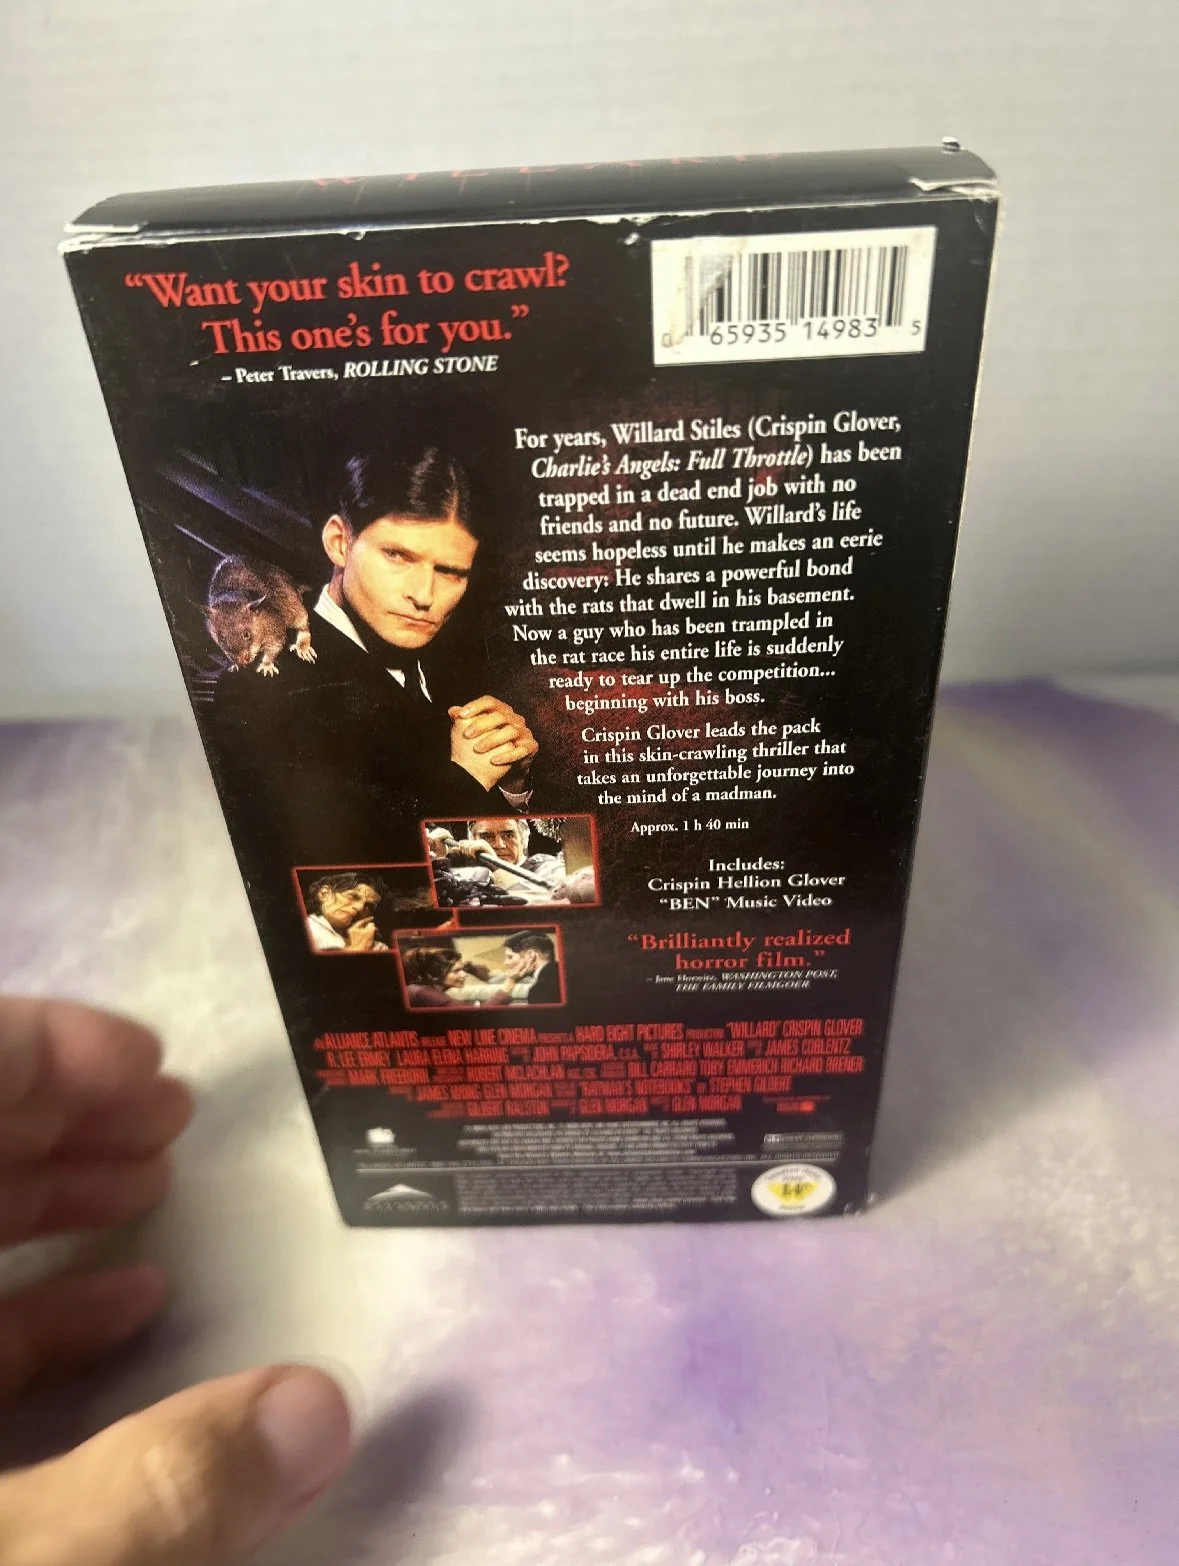 WILLARD
"Want your skin to crawl?
This one's for you."
– Peter Travers, ROLLING STONE
0 65935 14983 5
For years, Willard Stiles (Crispin Glover,
Charlie's Angels: Full Throttle) has been
trapped in a dead end job with no
friends and no future. Willard's life
seems hopeless until he makes an eerie
discovery: He shares a powerful bond
with the rats that dwell in his basement.
Now a guy who has been trampled in
the rat race his entire life is suddenly
ready to tear up the competition...
beginning with his boss.
Crispin Glover leads the pack
in this skin-crawling thriller that
takes an unforgettable journey into
the mind of a madman.
Approx. 1 h 40 min
Includes:
Crispin Hellion Glover
"BEN" Music Video
"Brilliantly realized
horror film."
– Jane Horwitz, WASHINGTON POST,
THE FAMILY FILMGOER
ALLIANCE ATLANTIS NEW LINE CINEMA HARD EIGHT PICTURES "WILLARD" CRISPIN GLOVER
R. LEE ERMEY LAURA ELENA HARRING JOHN PAPSIDERA, C.S.A. SHIRLEY WALKER JAMES COBLENTZ
MARK FREEBORN ROBERT MCLACHLAN BILL CARRARO TOBY EMMERICH RICHARD BRENER
JAMES WONG GLEN MORGAN "RATMAN'S NOTEBOOKS" BY STEPHEN GILBERT
GILBERT RALSTON GLEN MORGAN GLEN MORGAN